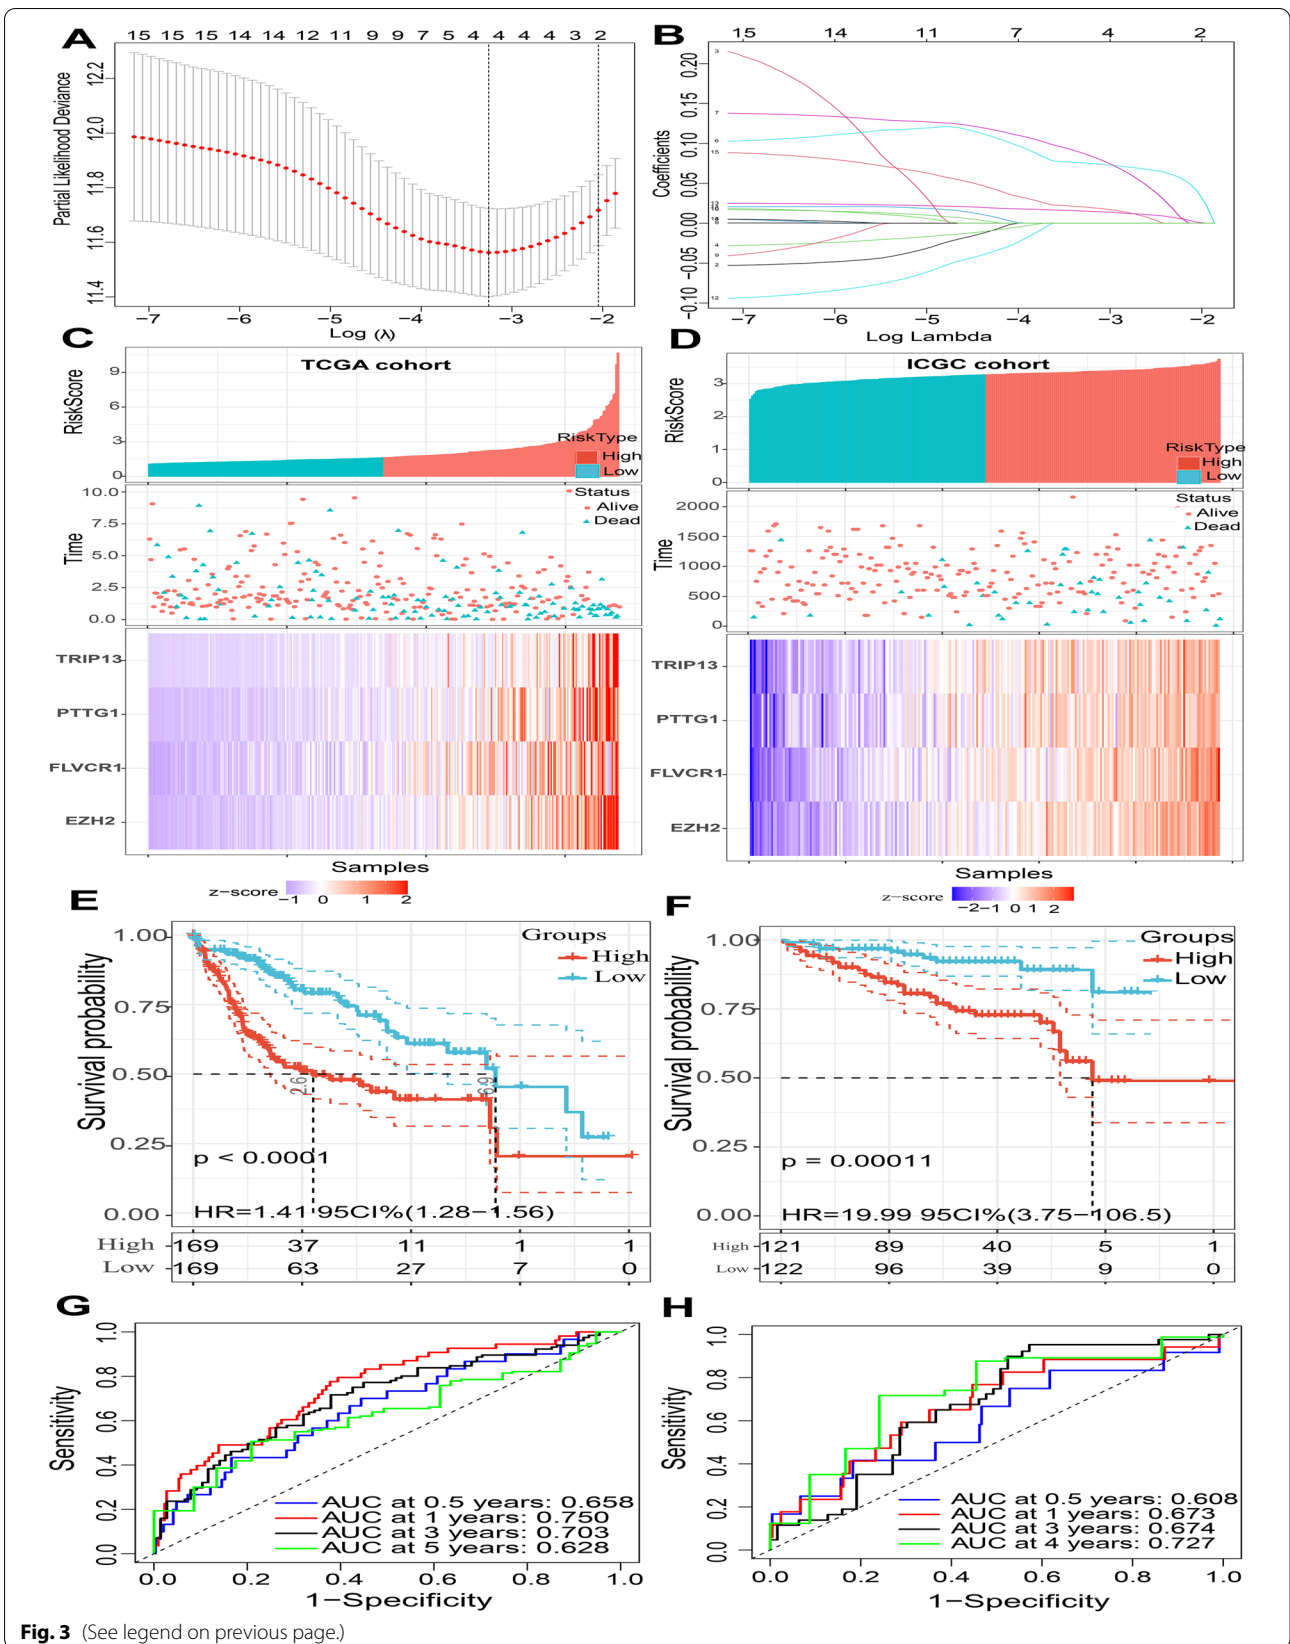 A
15 15 15 14 14 12 11 9 9 7 5 4 4 4 4 3 2
Partial Likelihood Deviance
12.2
12.0
11.8
11.6
11.4
−7 −6 −5 −4 −3 −2
Log (λ)
B
15 14 11 7 4 2
Coefficients
0.20
0.15
0.10
0.05
0.00
−0.05
−0.10
3
7
6
15
4
9
2
12
−7 −6 −5 −4 −3 −2
Log Lambda
C
TCGA cohort
RiskScore
9
6
3
0
RiskType
High
Low
Time
10.0
7.5
5.0
2.5
0.0
Status
Alive
Dead
TRIP13
PTTG1
FLVCR1
EZH2
Samples
z−score
−1 0 1 2
D
ICGC cohort
RiskScore
3
2
1
0
RiskType
High
Low
Time
2000
1500
1000
500
0
Status
Alive
Dead
TRIP13
PTTG1
FLVCR1
EZH2
Samples
z−score
−2−1 0 1 2
E
Survival probability
1.00
0.75
0.50
0.25
0.00
Groups
High
Low
2.6
6.9
p < 0.0001
HR=1.41 95CI%(1.28−1.56)
High 169 37 11 1 1
Low 169 63 27 7 0
F
Survival probability
1.00
0.75
0.50
0.25
0.00
Groups
High
Low
p = 0.00011
HR=19.99 95CI%(3.75−106.5)
High 121 89 40 5 1
Low 122 96 39 9 0
G
Sensitivity
1.0
0.8
0.6
0.4
0.2
0.0
AUC at 0.5 years: 0.658
AUC at 1 years: 0.750
AUC at 3 years: 0.703
AUC at 5 years: 0.628
0.0 0.2 0.4 0.6 0.8 1.0
1−Specificity
H
Sensitivity
1.0
0.8
0.6
0.4
0.2
0.0
AUC at 0.5 years: 0.608
AUC at 1 years: 0.673
AUC at 3 years: 0.674
AUC at 4 years: 0.727
0.0 0.2 0.4 0.6 0.8 1.0
1−Specificity
Fig. 3 (See legend on previous page.)